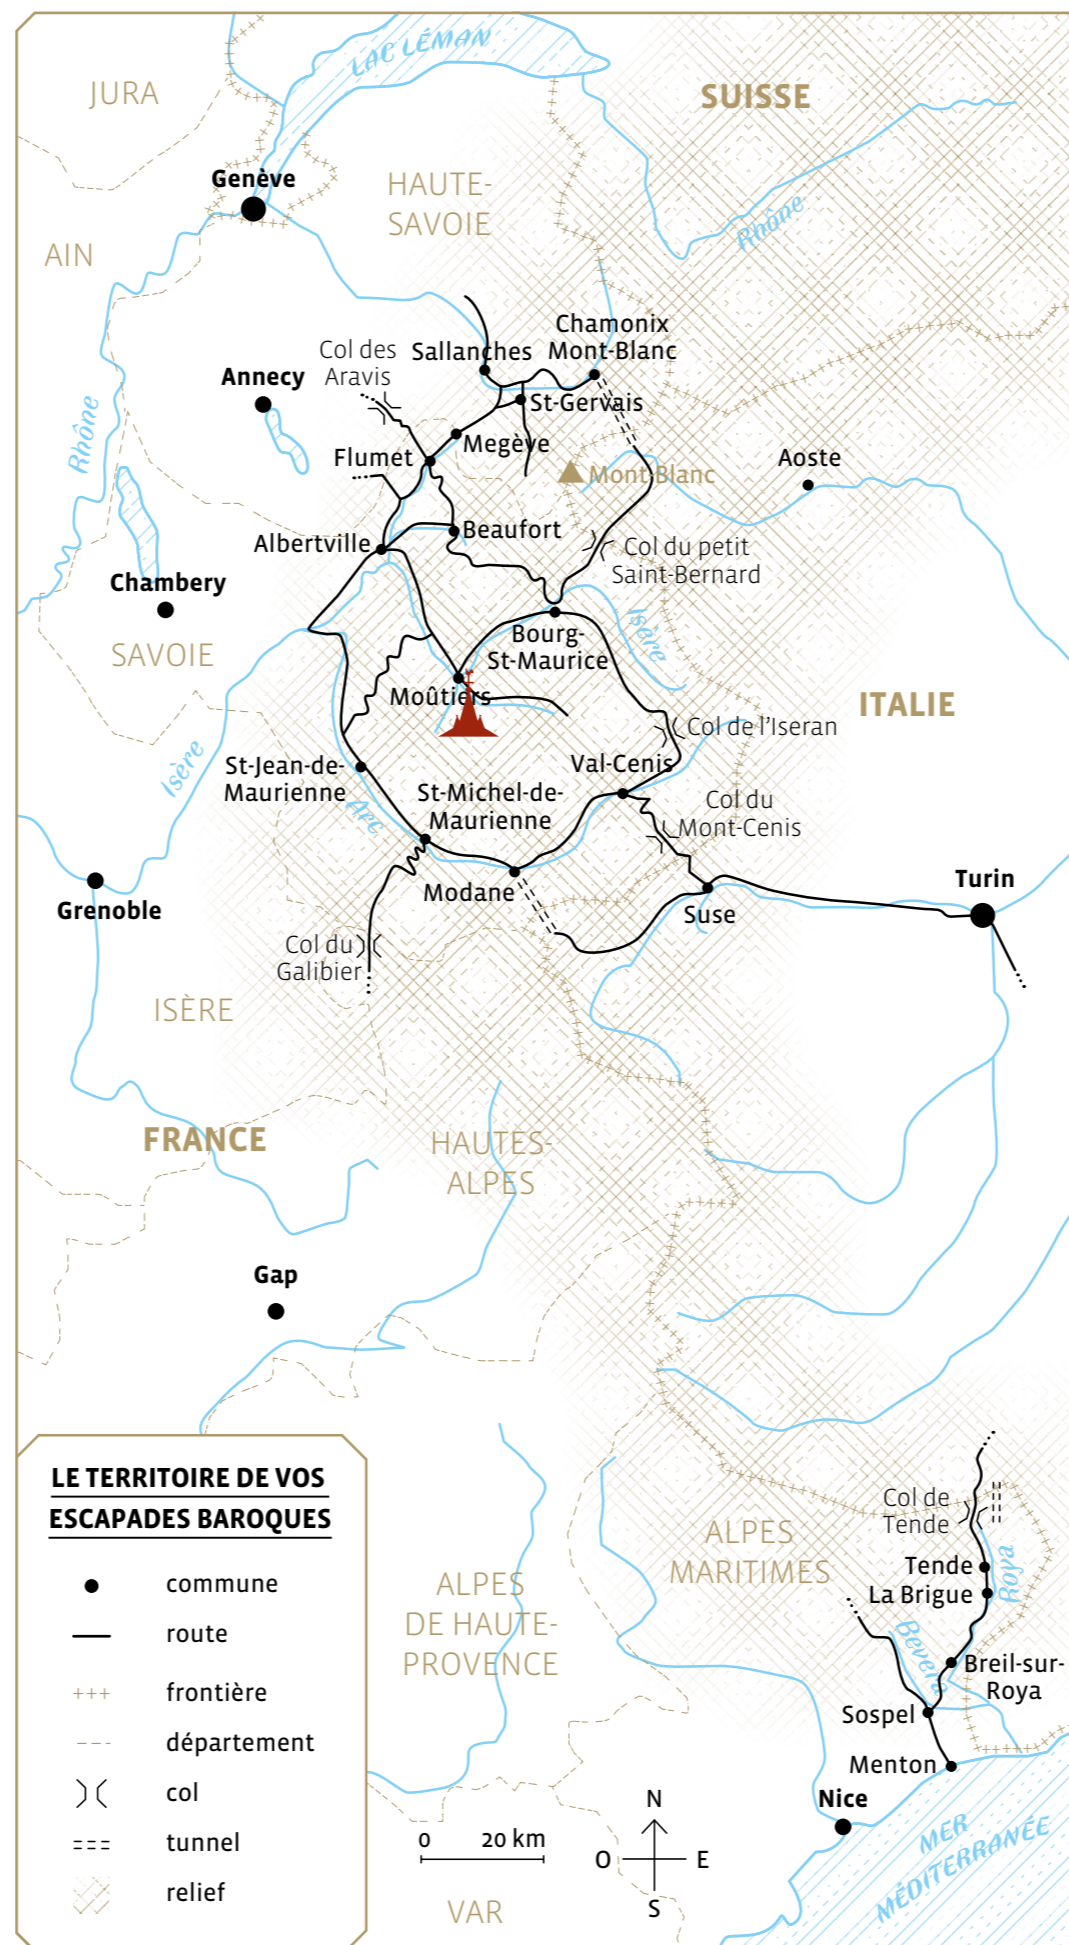 LAC LÉMAN
JURA
SUISSE
Genève
HAUTE-
SAVOIE
Rhône
AIN
Chamonix
Mont-Blanc
Col des
Aravis
Sallanches
Annecy
St-Gervais
Rhône
Megève
Flumet
Mont-Blanc
Aoste
Albertville
Beaufort
Col du petit
Saint-Bernard
Chambery
Isère
Bourg-
St-Maurice
SAVOIE
Moûtiers
ITALIE
Col de l'Iseran
Isère
St-Jean-de-
Maurienne
Val-Cenis
Arc
St-Michel-de-
Maurienne
Col du
Mont-Cenis
Grenoble
Modane
Suse
Turin
Col du
Galibier
ISÈRE
FRANCE
HAUTES-
ALPES
Gap
LE TERRITOIRE DE VOS
ESCAPADES BAROQUES
commune
route
frontière
département
col
tunnel
relief
Col de
Tende
ALPES
MARITIMES
Tende
La Brigue
Roya
ALPES
DE HAUTE-
PROVENCE
Bevera
Breil-sur-
Roya
Sospel
Menton
Nice
MER
MÉDITERRANÉE
0 20 km
N
O E
S
VAR